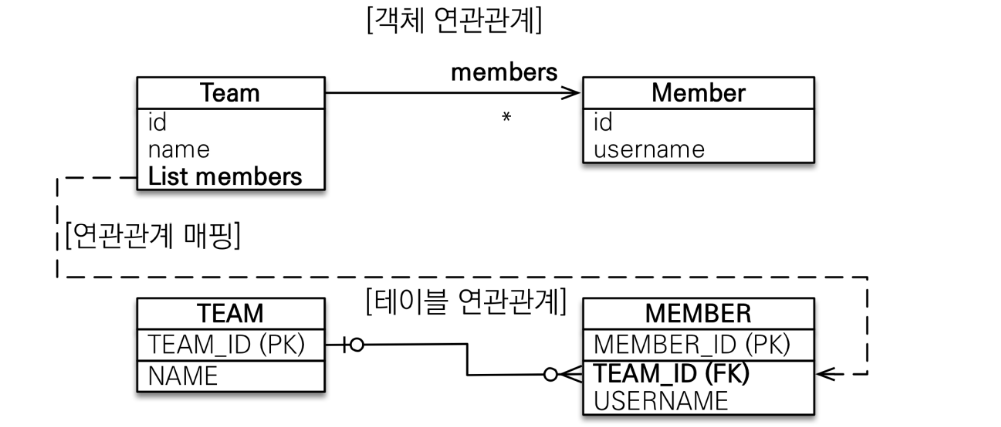 [객체 연관관계]
members
Team
Member
*
id
name
List members
id
username
[연관관계 매핑]
[테이블 연관관계]
TEAM
TEAM_ID (PK)
NAME
MEMBER
MEMBER_ID (PK)
TEAM_ID (FK)
USERNAME